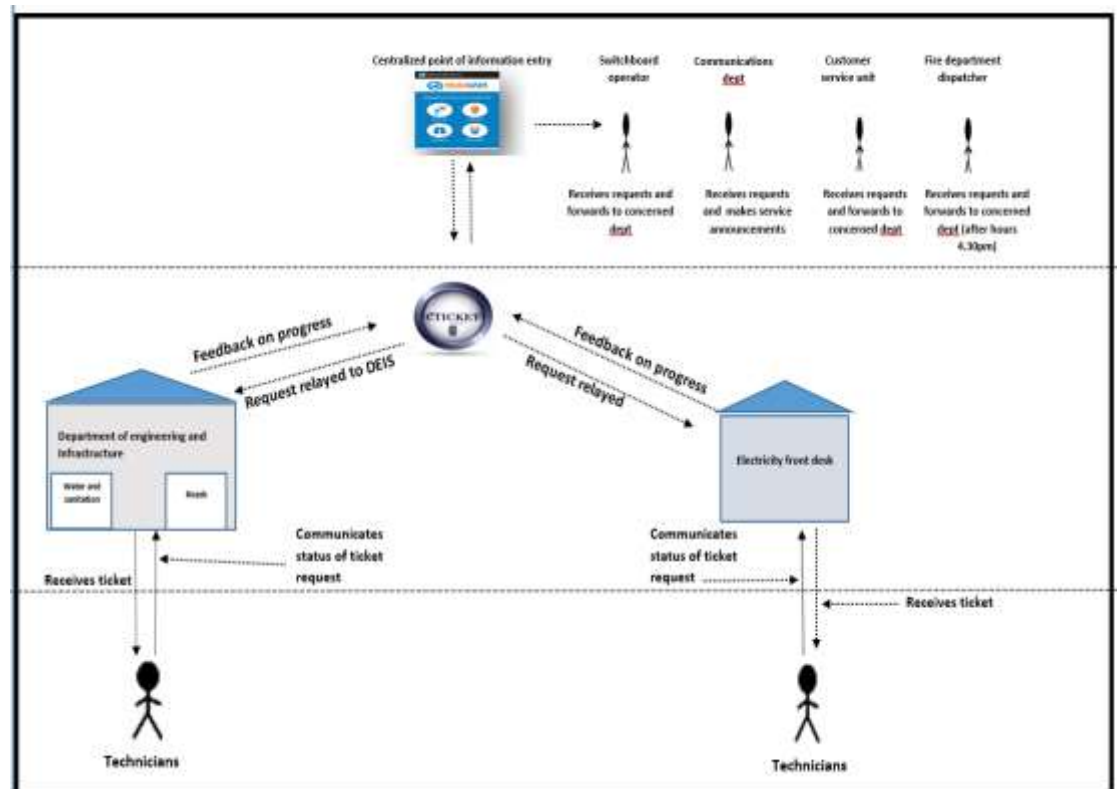 Centralized point of information entry
Switchboard
operator
Communications
dept
Customer
service unit
Fire department
dispatcher
Receives requests and
forwards to concerned
dept
Receives requests
and makes service
announcements
Receives requests
and forwards to
concerned dept
Receives requests and
forwards to concerned
dept (after hours
4.30pm)
eTICKET
Feedback on progress
Request relayed to DEIS
Feedback on progress
Request relayed
Department of engineering and
Infrastructure
Water and
sanitation
Roads
Electricity front desk
Communicates
status of ticket
request
Receives ticket
Communicates
status of ticket
request
Receives ticket
Technicians
Technicians